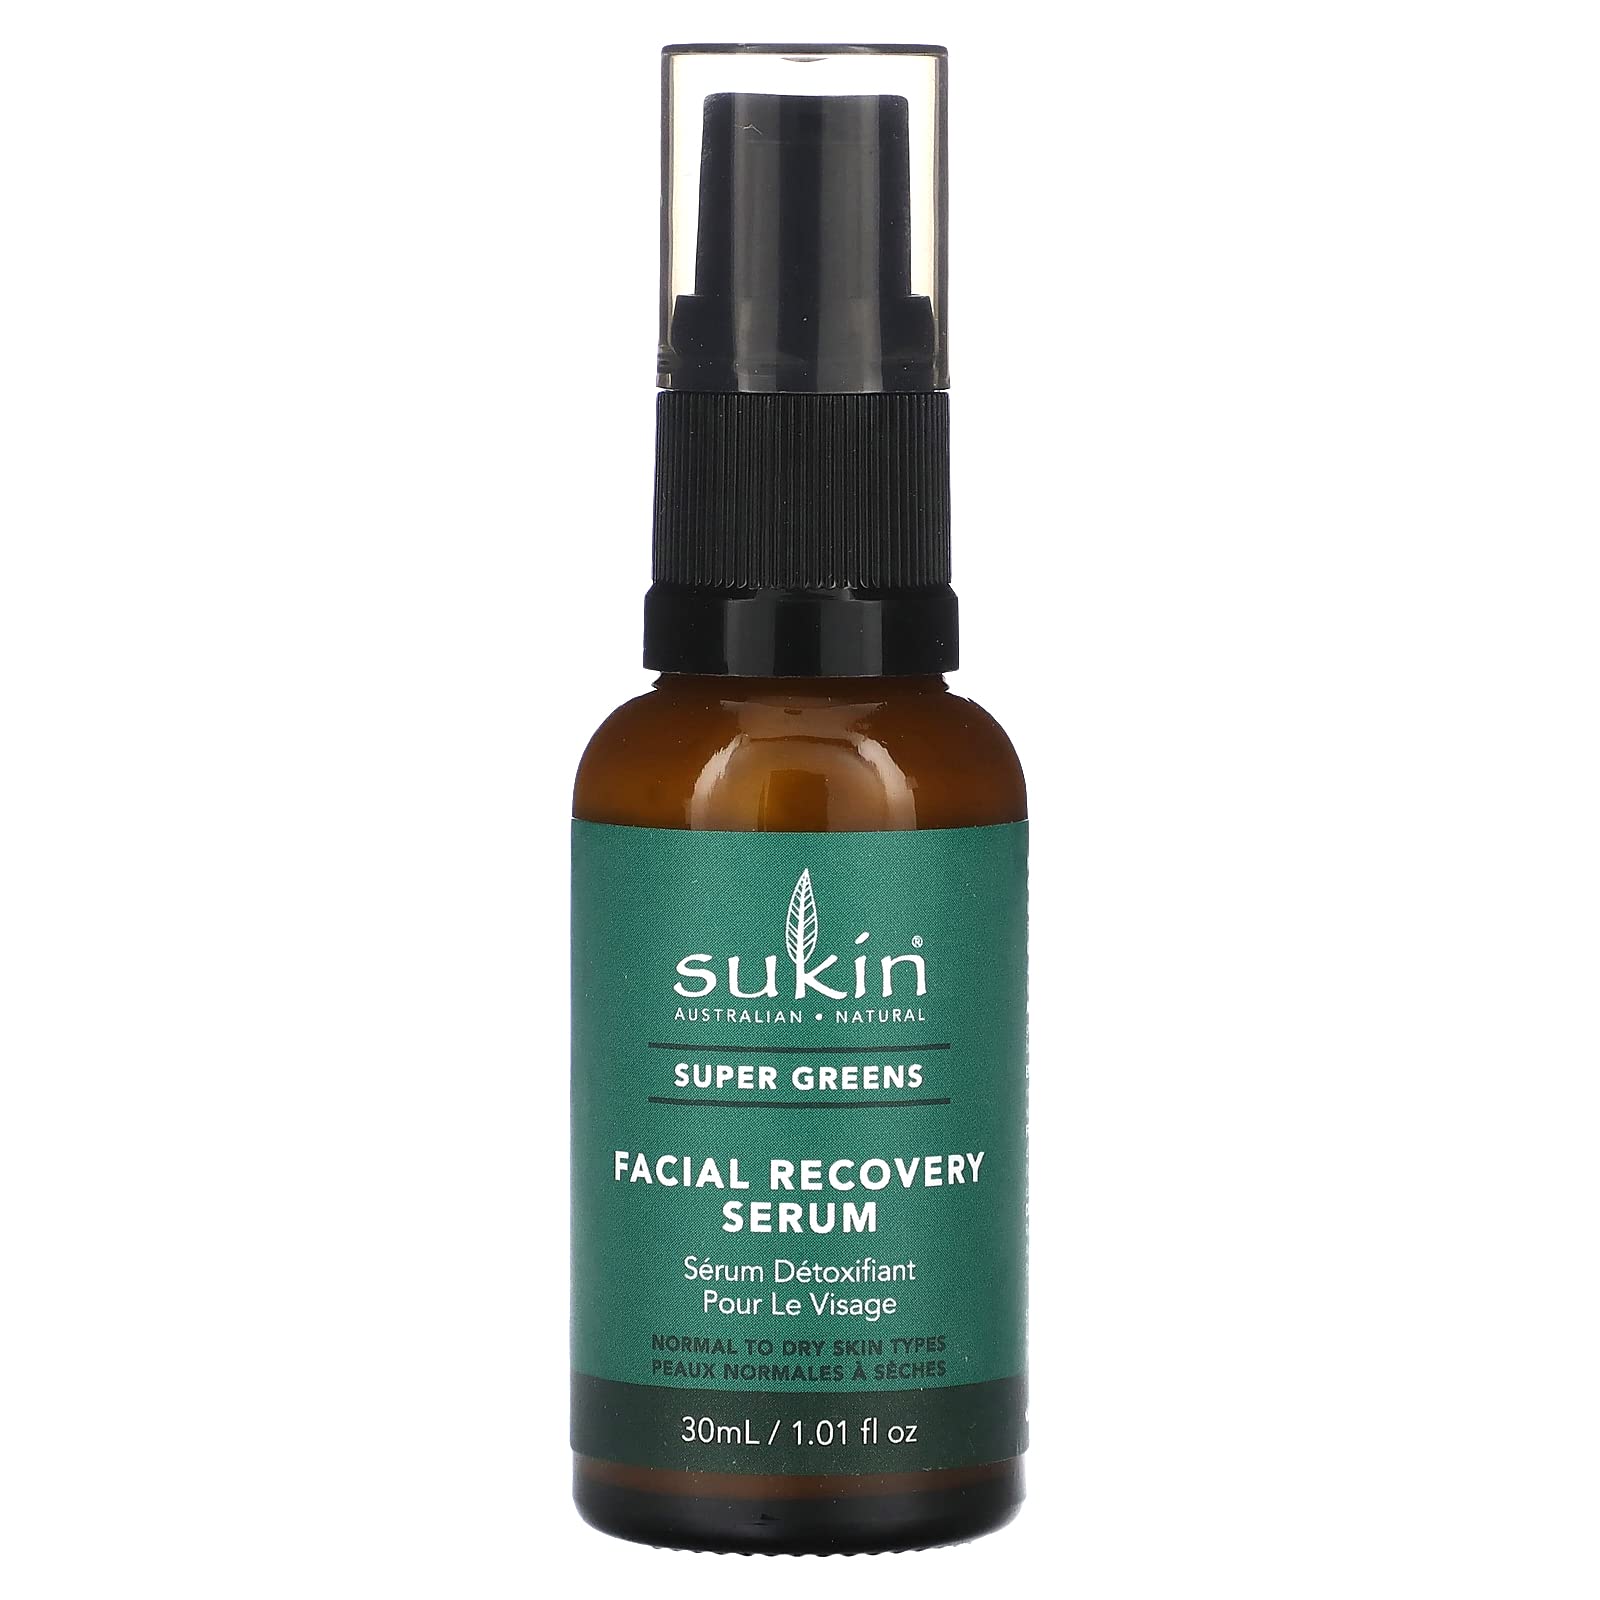 sukin®
AUSTRALIAN • NATURAL
SUPER GREENS
FACIAL RECOVERY
SERUM
Sérum Détoxifiant
Pour Le Visage
NORMAL TO DRY SKIN TYPES
PEAUX NORMALES À SÈCHES
30mL / 1.01 fl oz